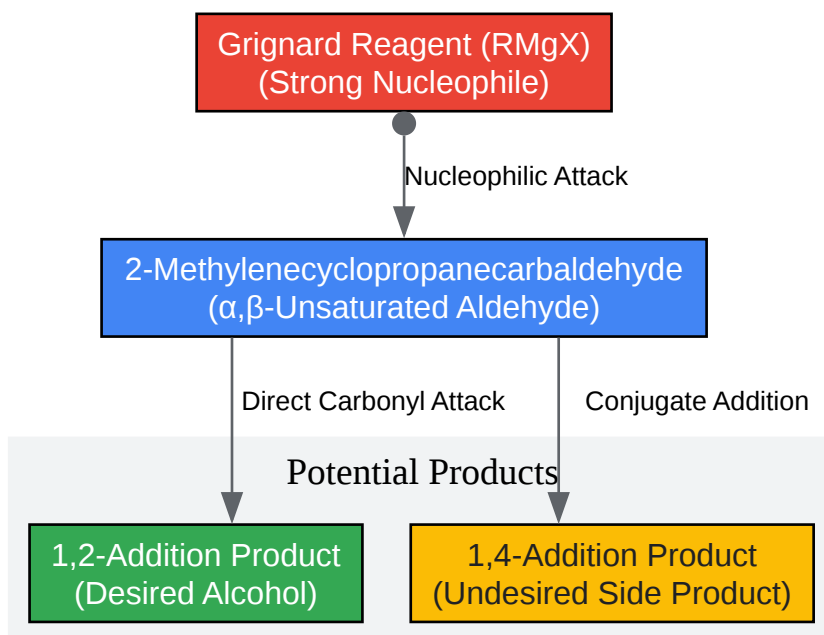 Grignard Reagent (RMgX)
(Strong Nucleophile)
Nucleophilic Attack
2-Methylenecyclopropanecarbaldehyde
(α,β-Unsaturated Aldehyde)
Direct Carbonyl Attack
Conjugate Addition
Potential Products
1,2-Addition Product
(Desired Alcohol)
1,4-Addition Product
(Undesired Side Product)